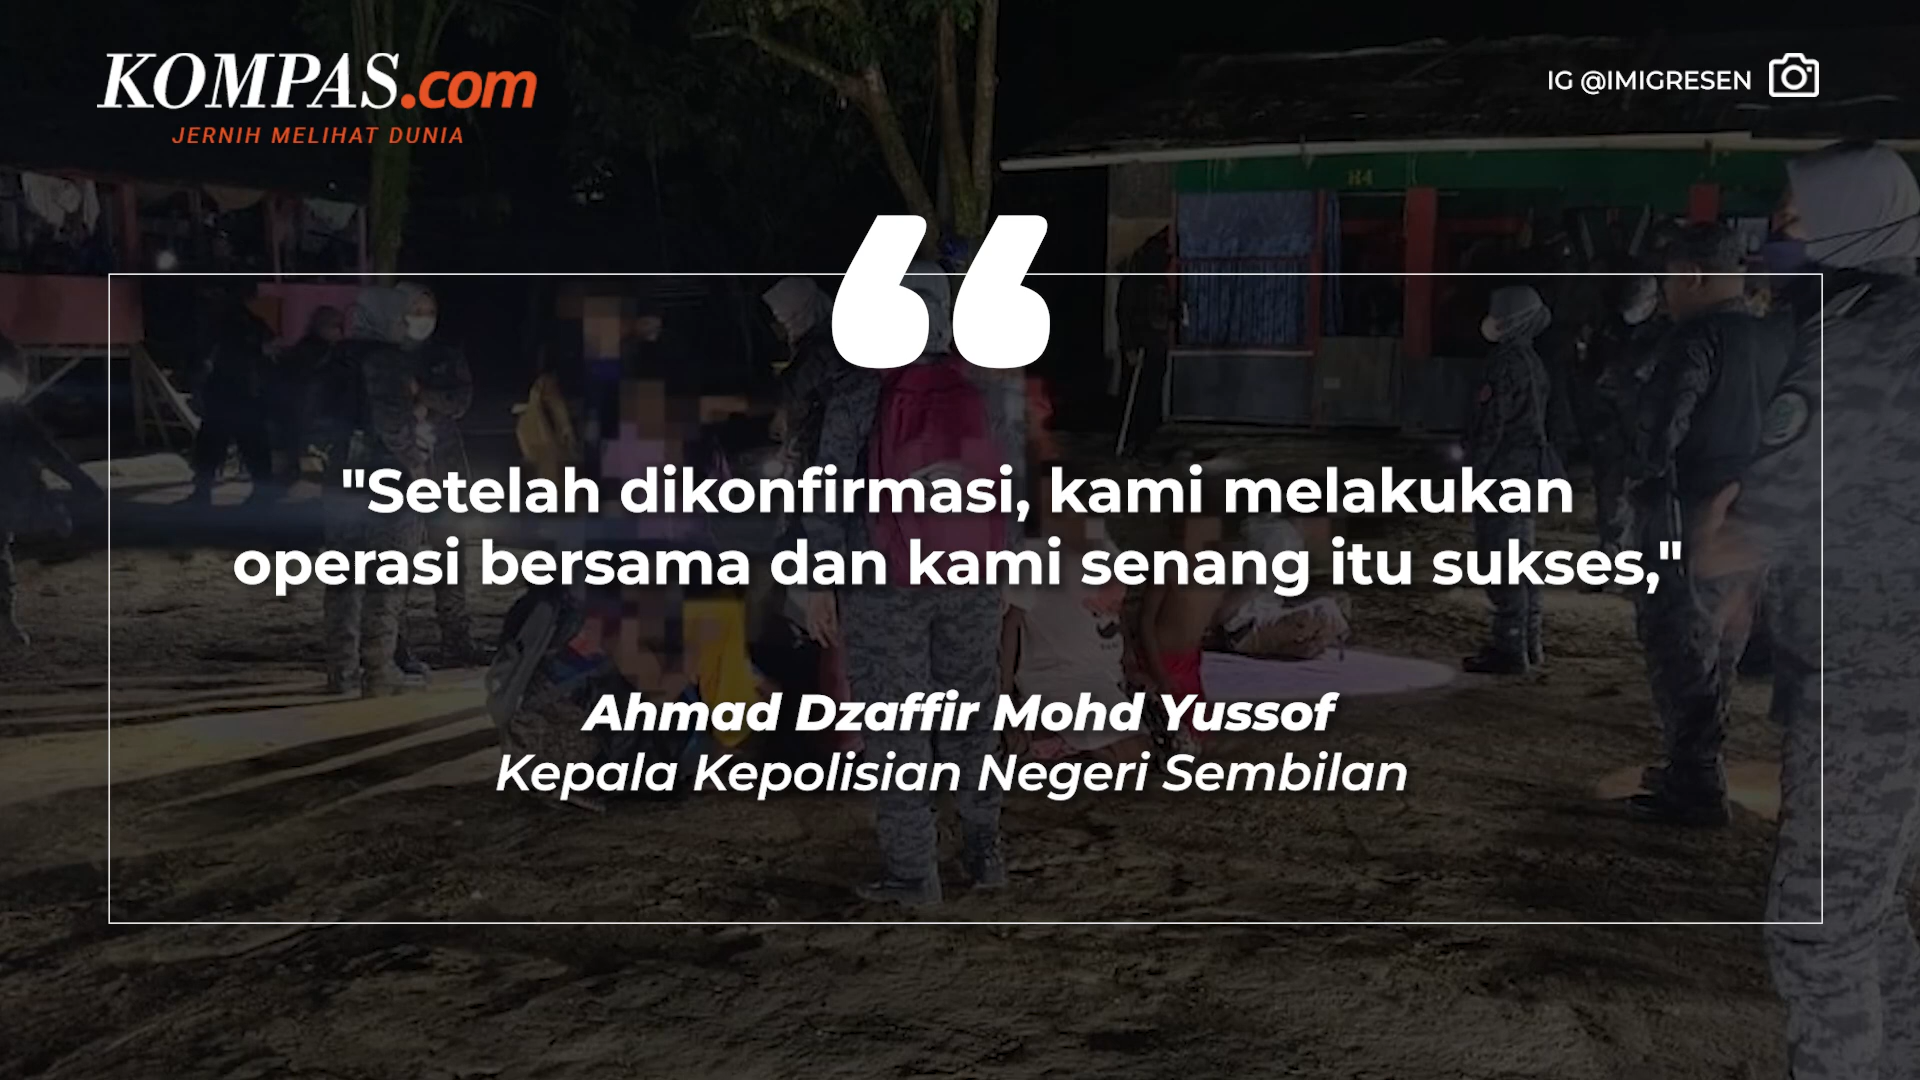 KOMPAS.com
JERNIH MELIHAT DUNIA
IG @IMIGRESEN
H4
"Setelah dikonfirmasi, kami melakukan
operasi bersama dan kami senang itu sukses,"
Ahmad Dzaffir Mohd Yussof
Kepala Kepolisian Negeri Sembilan